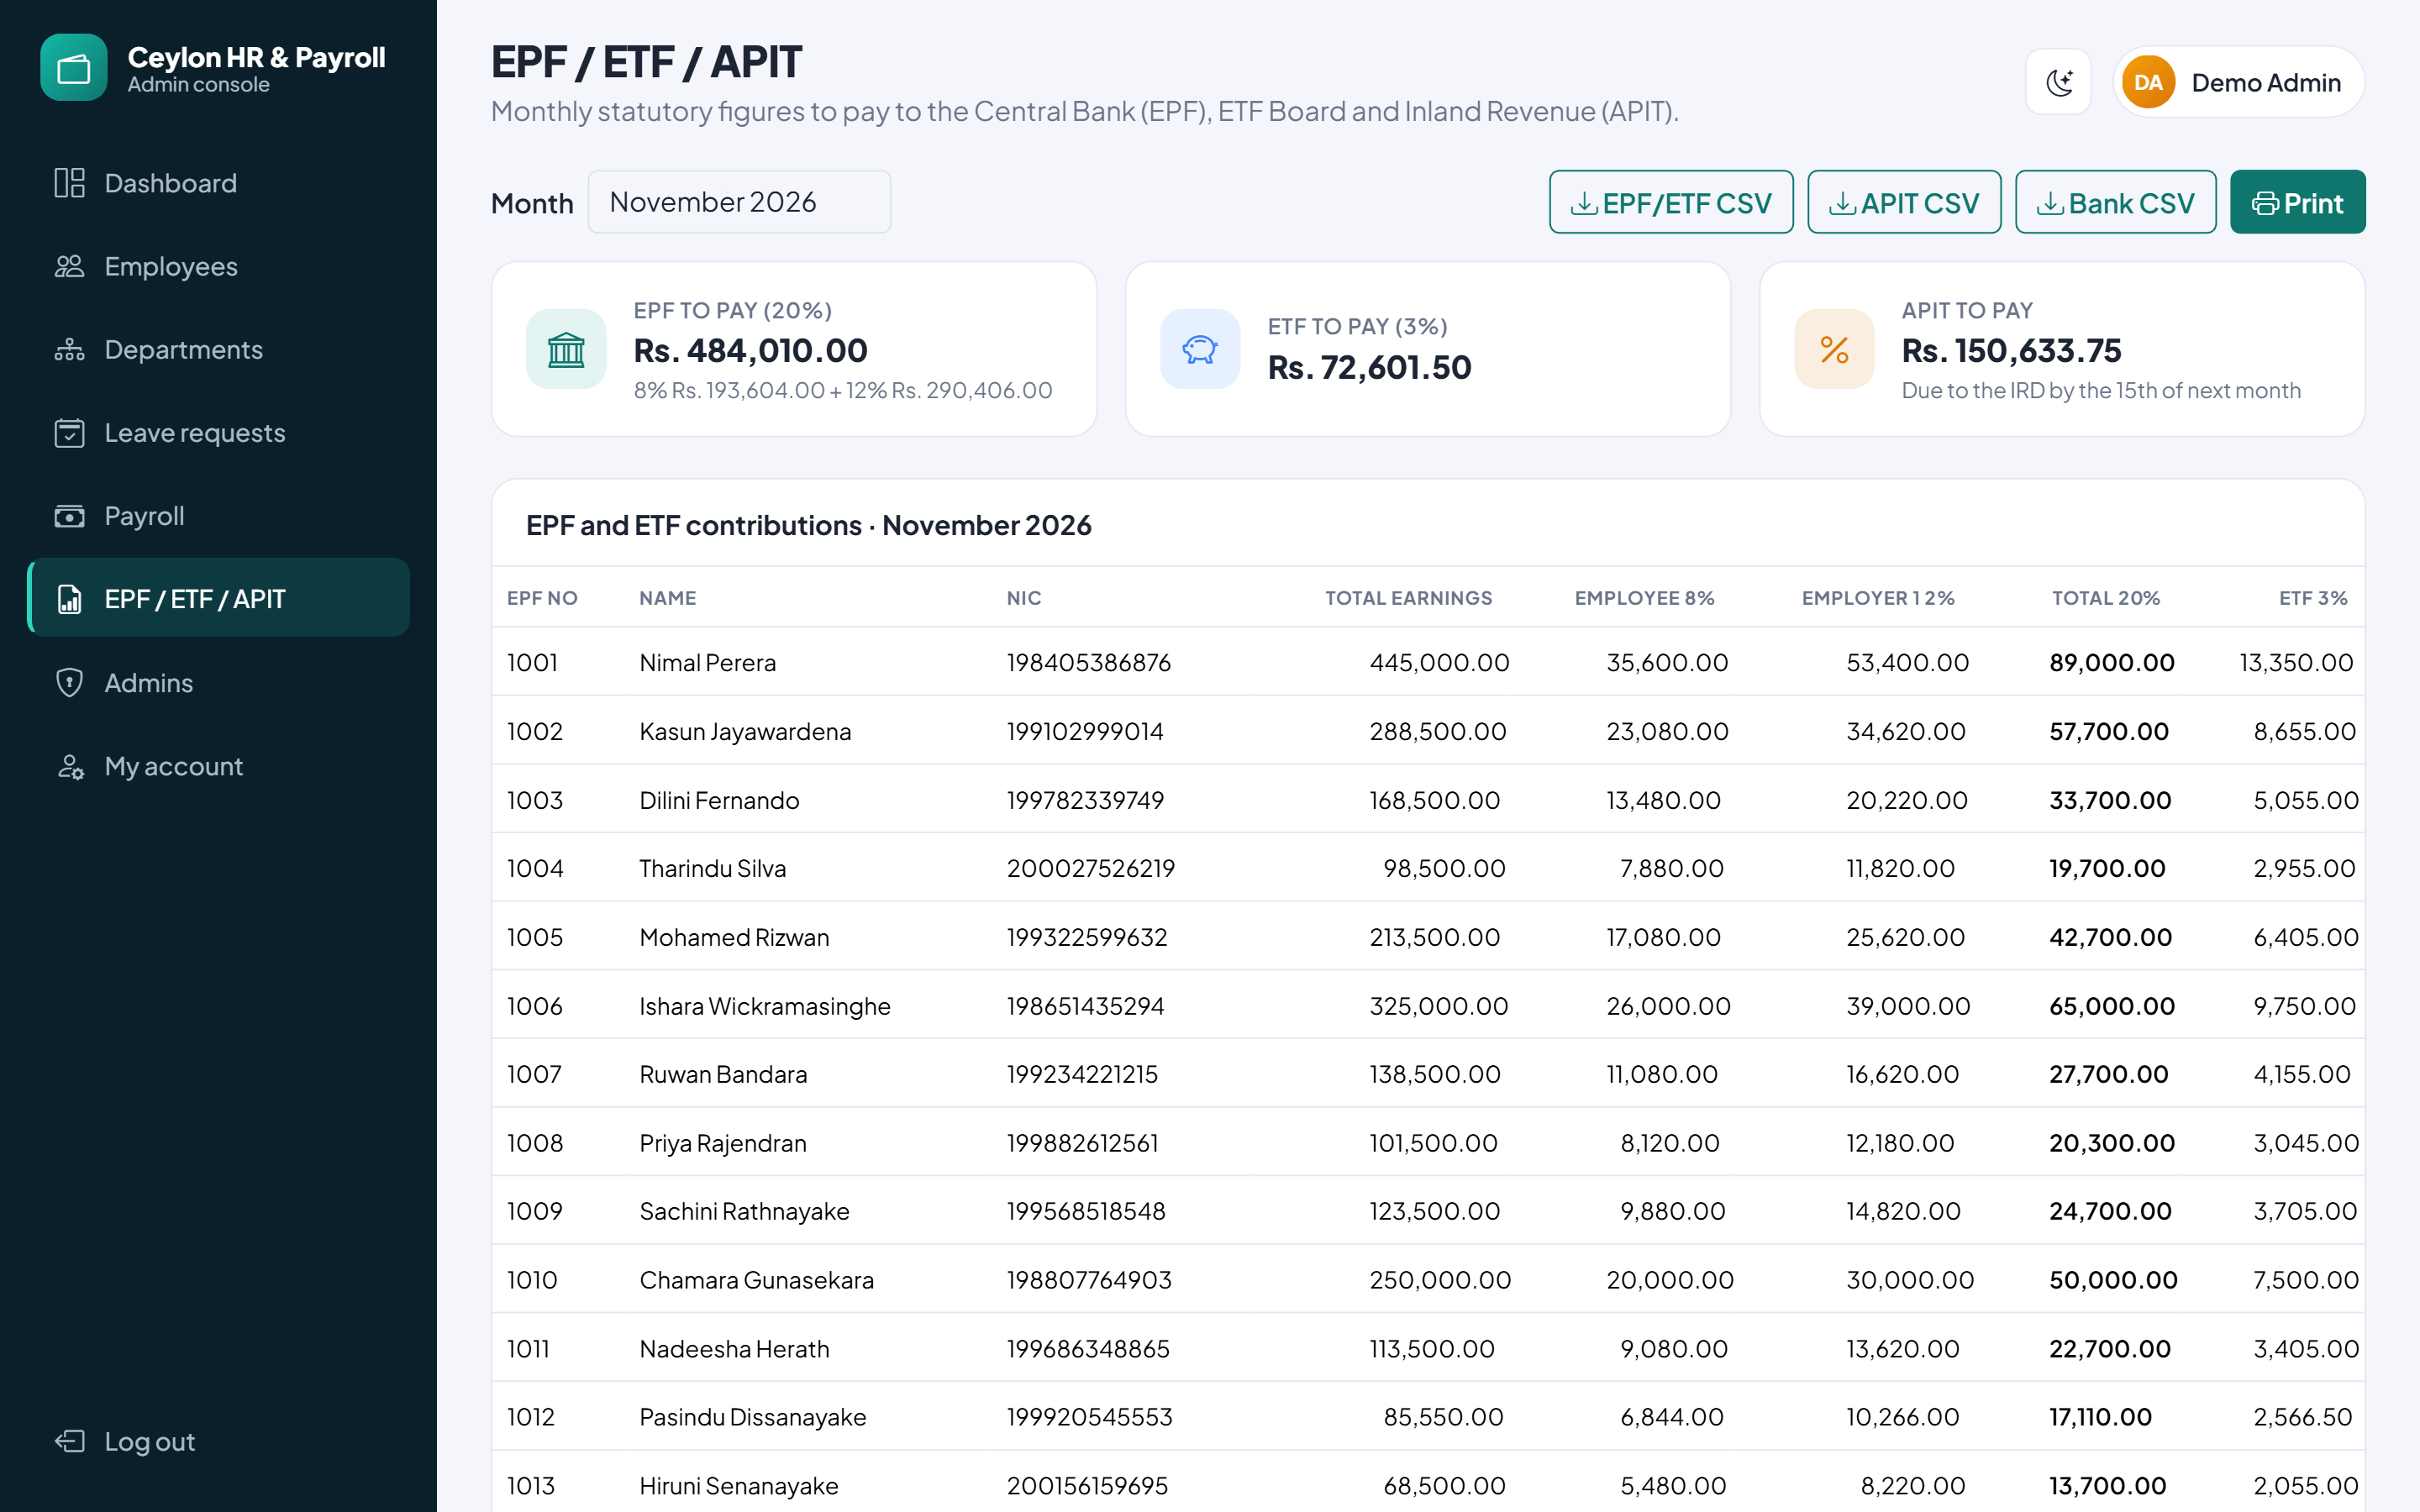 Ceylon HR & Payroll
Admin console
Dashboard
Employees
Departments
Leave requests
Payroll
EPF / ETF / APIT
Admins
My account
Log out
EPF / ETF / APIT
Monthly statutory figures to pay to the Central Bank (EPF), ETF Board and Inland Revenue (APIT).
DA Demo Admin
Month November 2026
EPF/ETF CSV APIT CSV Bank CSV Print
EPF TO PAY (20%)
Rs. 484,010.00
8% Rs. 193,604.00 + 12% Rs. 290,406.00
ETF TO PAY (3%)
Rs. 72,601.50
APIT TO PAY
Rs. 150,633.75
Due to the IRD by the 15th of next month
EPF and ETF contributions · November 2026
EPF NO NAME NIC TOTAL EARNINGS EMPLOYEE 8% EMPLOYER 12% TOTAL 20% ETF 3%
1001 Nimal Perera 198405386876 445,000.00 35,600.00 53,400.00 89,000.00 13,350.00
1002 Kasun Jayawardena 199102999014 288,500.00 23,080.00 34,620.00 57,700.00 8,655.00
1003 Dilini Fernando 199782339749 168,500.00 13,480.00 20,220.00 33,700.00 5,055.00
1004 Tharindu Silva 200027526219 98,500.00 7,880.00 11,820.00 19,700.00 2,955.00
1005 Mohamed Rizwan 199322599632 213,500.00 17,080.00 25,620.00 42,700.00 6,405.00
1006 Ishara Wickramasinghe 198651435294 325,000.00 26,000.00 39,000.00 65,000.00 9,750.00
1007 Ruwan Bandara 199234221215 138,500.00 11,080.00 16,620.00 27,700.00 4,155.00
1008 Priya Rajendran 199882612561 101,500.00 8,120.00 12,180.00 20,300.00 3,045.00
1009 Sachini Rathnayake 199568518548 123,500.00 9,880.00 14,820.00 24,700.00 3,705.00
1010 Chamara Gunasekara 198807764903 250,000.00 20,000.00 30,000.00 50,000.00 7,500.00
1011 Nadeesha Herath 199686348865 113,500.00 9,080.00 13,620.00 22,700.00 3,405.00
1012 Pasindu Dissanayake 199920545553 85,550.00 6,844.00 10,266.00 17,110.00 2,566.50
1013 Hiruni Senanayake 200156159695 68,500.00 5,480.00 8,220.00 13,700.00 2,055.00